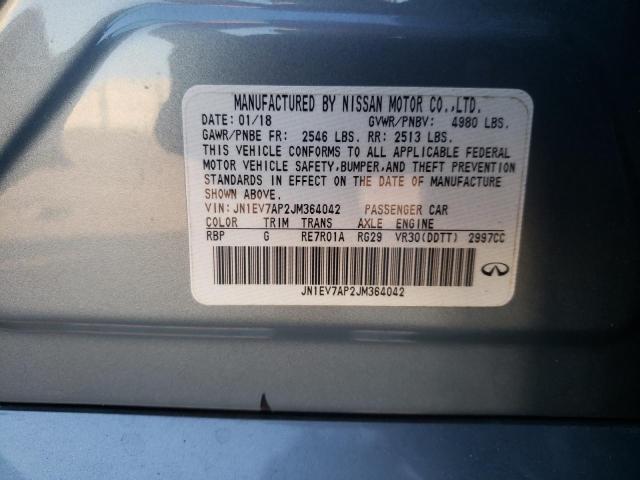 MANUFACTURED BY NISSAN MOTOR CO.,LTD.
DATE: 01/18 GVWR/PNBV: 4980 LBS.
GAWR/PNBE FR: 2546 LBS. RR: 2513 LBS.
THIS VEHICLE CONFORMS TO ALL APPLICABLE FEDERAL
MOTOR VEHICLE SAFETY, BUMPER, AND THEFT PREVENTION
STANDARDS IN EFFECT ON THE DATE OF MANUFACTURE
SHOWN ABOVE.
VIN: JN1EV7AP2JM364042 PASSENGER CAR
COLOR TRIM TRANS AXLE ENGINE
RBP G RE7R01A RG29 VR30(DDTT) 2997CC
JN1EV7AP2JM364042